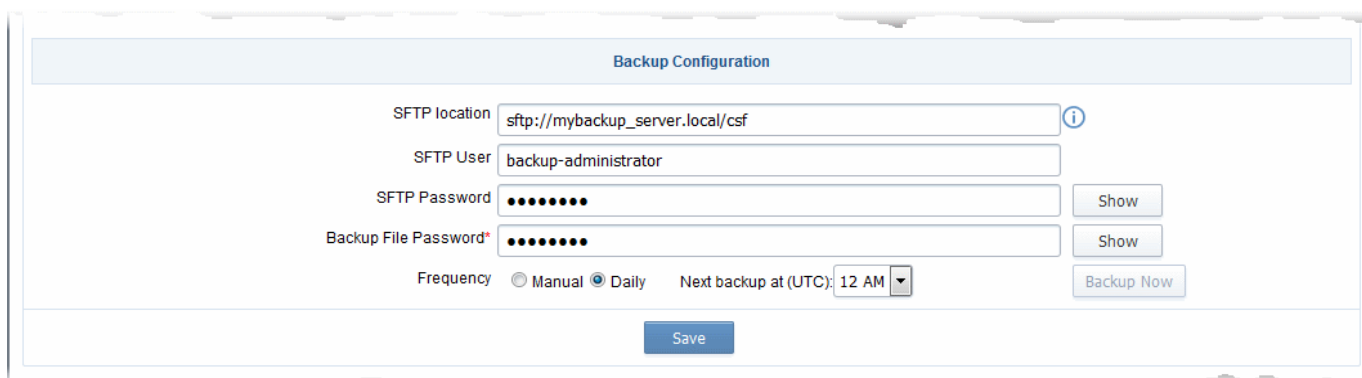 Backup Configuration
SFTP location sftp://mybackup_server.local/csf
SFTP User backup-administrator
SFTP Password •••••••• Show
Backup File Password* •••••••• Show
Frequency Manual Daily Next backup at (UTC): 12 AM Backup Now
Save